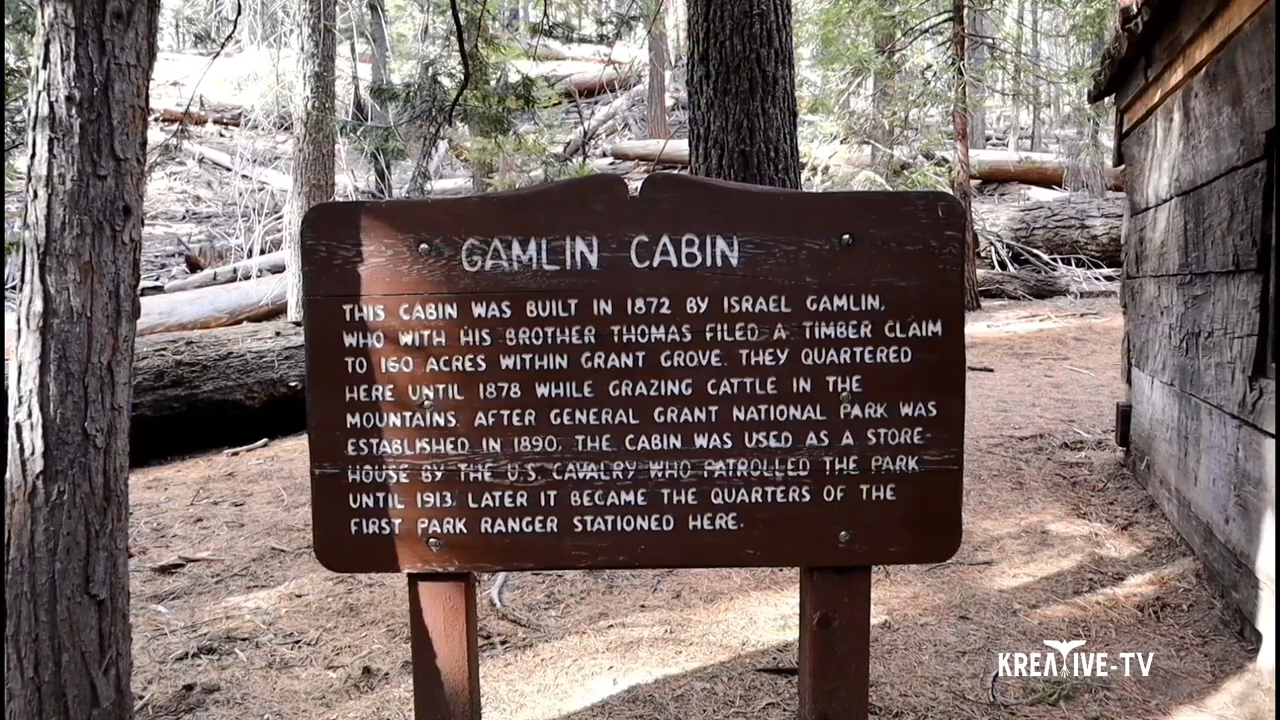 GAMLIN CABIN
THIS CABIN WAS BUILT IN 1872 BY ISRAEL GAMLIN,
WHO WITH HIS BROTHER THOMAS FILED A TIMBER CLAIM
TO 160 ACRES WITHIN GRANT GROVE. THEY QUARTERED
HERE UNTIL 1878 WHILE GRAZING CATTLE IN THE
MOUNTAINS. AFTER GENERAL GRANT NATIONAL PARK WAS
ESTABLISHED IN 1890, THE CABIN WAS USED AS A STORE-
HOUSE BY THE U.S. CAVALRY WHO PATROLLED THE PARK
UNTIL 1913. LATER IT BECAME THE QUARTERS OF THE
FIRST PARK RANGER STATIONED HERE.
KREATIVE-TV